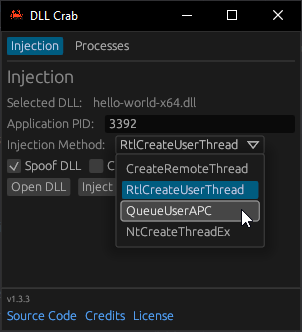 DLL Crab
Injection Processes
Injection
Selected DLL: hello-world-x64.dll
Application PID: 3392
Injection Method: RtlCreateUserThread
CreateRemoteThread
RtlCreateUserThread
QueueUserAPC
NtCreateThreadEx
Spoof DLL C
Open DLL Inject
v1.3.3
Source Code Credits License